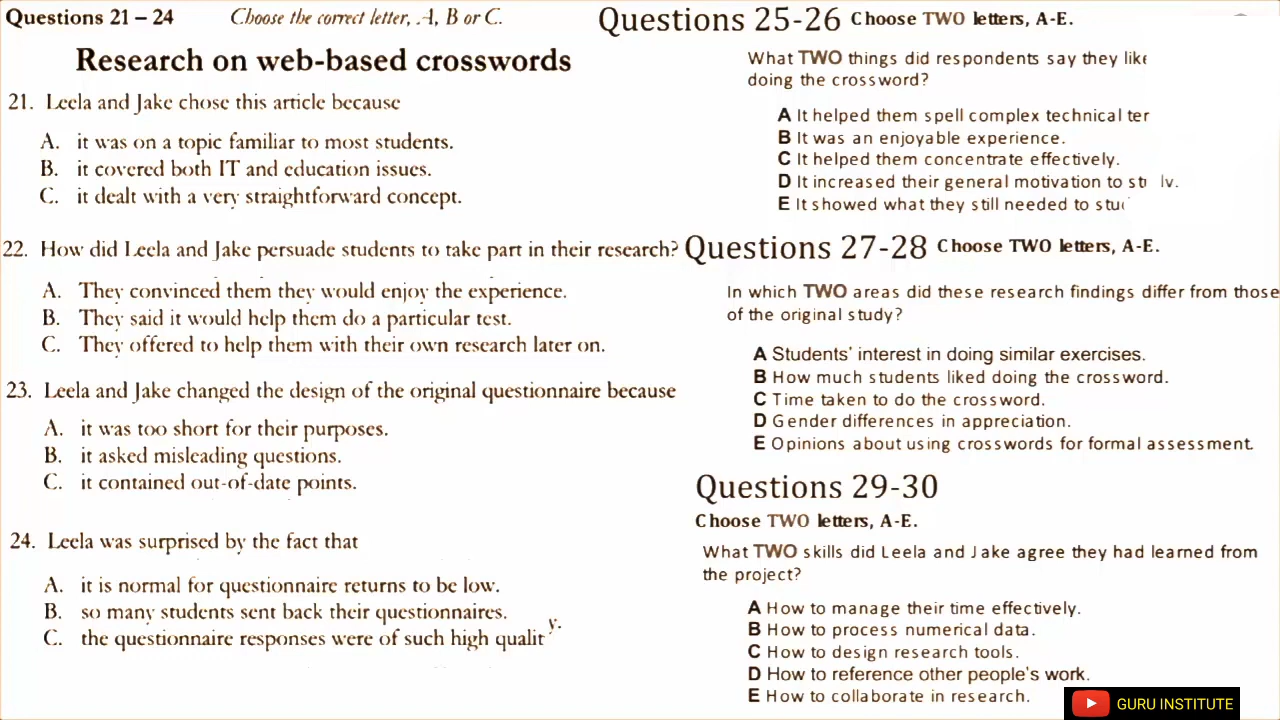 Questions 21 – 24 Choose the correct letter, A, B or C.
Research on web-based crosswords
21. Leela and Jake chose this article because
A. it was on a topic familiar to most students.
B. it covered both IT and education issues.
C. it dealt with a very straightforward concept.
22. How did Leela and Jake persuade students to take part in their research?
A. They convinced them they would enjoy the experience.
B. They said it would help them do a particular test.
C. They offered to help them with their own research later on.
23. Leela and Jake changed the design of the original questionnaire because
A. it was too short for their purposes.
B. it asked misleading questions.
C. it contained out-of-date points.
24. Leela was surprised by the fact that
A. it is normal for questionnaire returns to be low.
B. so many students sent back their questionnaires.
C. the questionnaire responses were of such high quality.
Questions 25-26 Choose TWO letters, A-E.
What TWO things did respondents say they like
doing the crossword?
A It helped them spell complex technical ter
B It was an enjoyable experience.
C It helped them concentrate effectively.
D It increased their general motivation to st ly.
E It showed what they still needed to stu
Questions 27-28 Choose TWO letters, A-E.
In which TWO areas did these research findings differ from those
of the original study?
A Students' interest in doing similar exercises.
B How much students liked doing the crossword.
C Time taken to do the crossword.
D Gender differences in appreciation.
E Opinions about using crosswords for formal assessment.
Questions 29-30
Choose TWO letters, A-E.
What TWO skills did Leela and Jake agree they had learned from
the project?
A How to manage their time effectively.
B How to process numerical data.
C How to design research tools.
D How to reference other people's work.
E How to collaborate in research.
GURU INSTITUTE